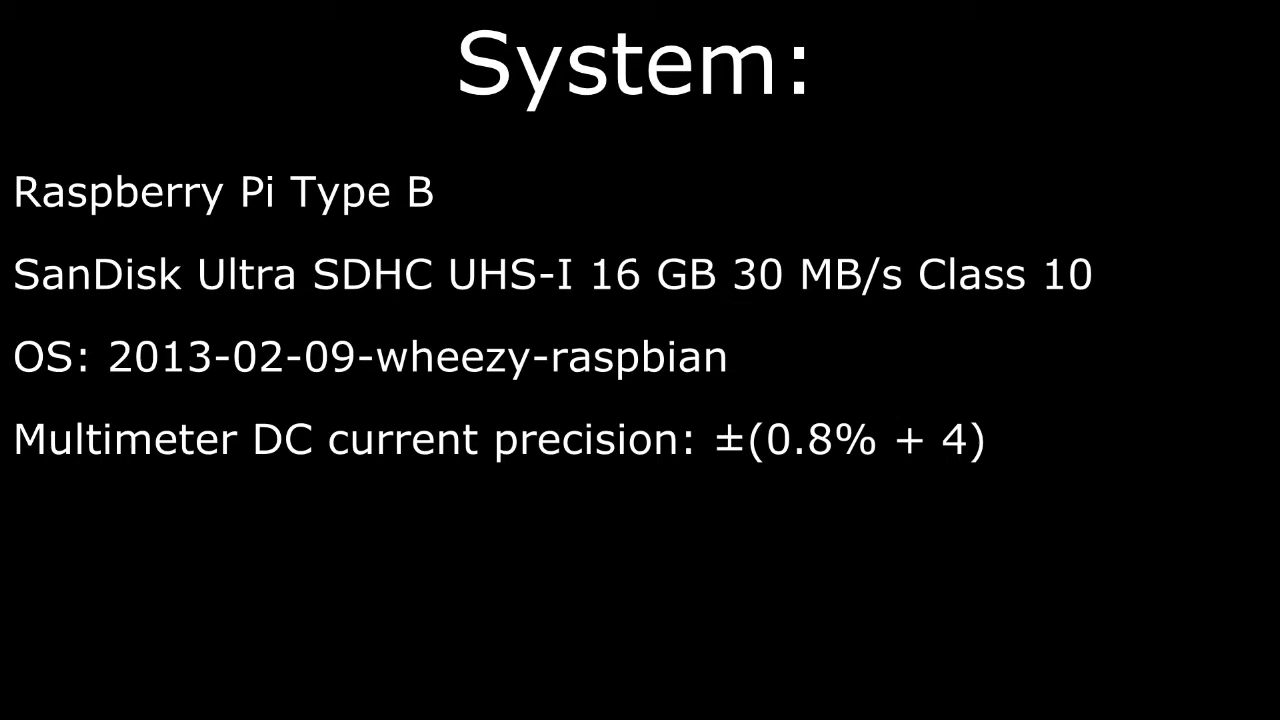 System:
Raspberry Pi Type B
SanDisk Ultra SDHC UHS-I 16 GB 30 MB/s Class 10
OS: 2013-02-09-wheezy-raspbian
Multimeter DC current precision: ±(0.8% + 4)